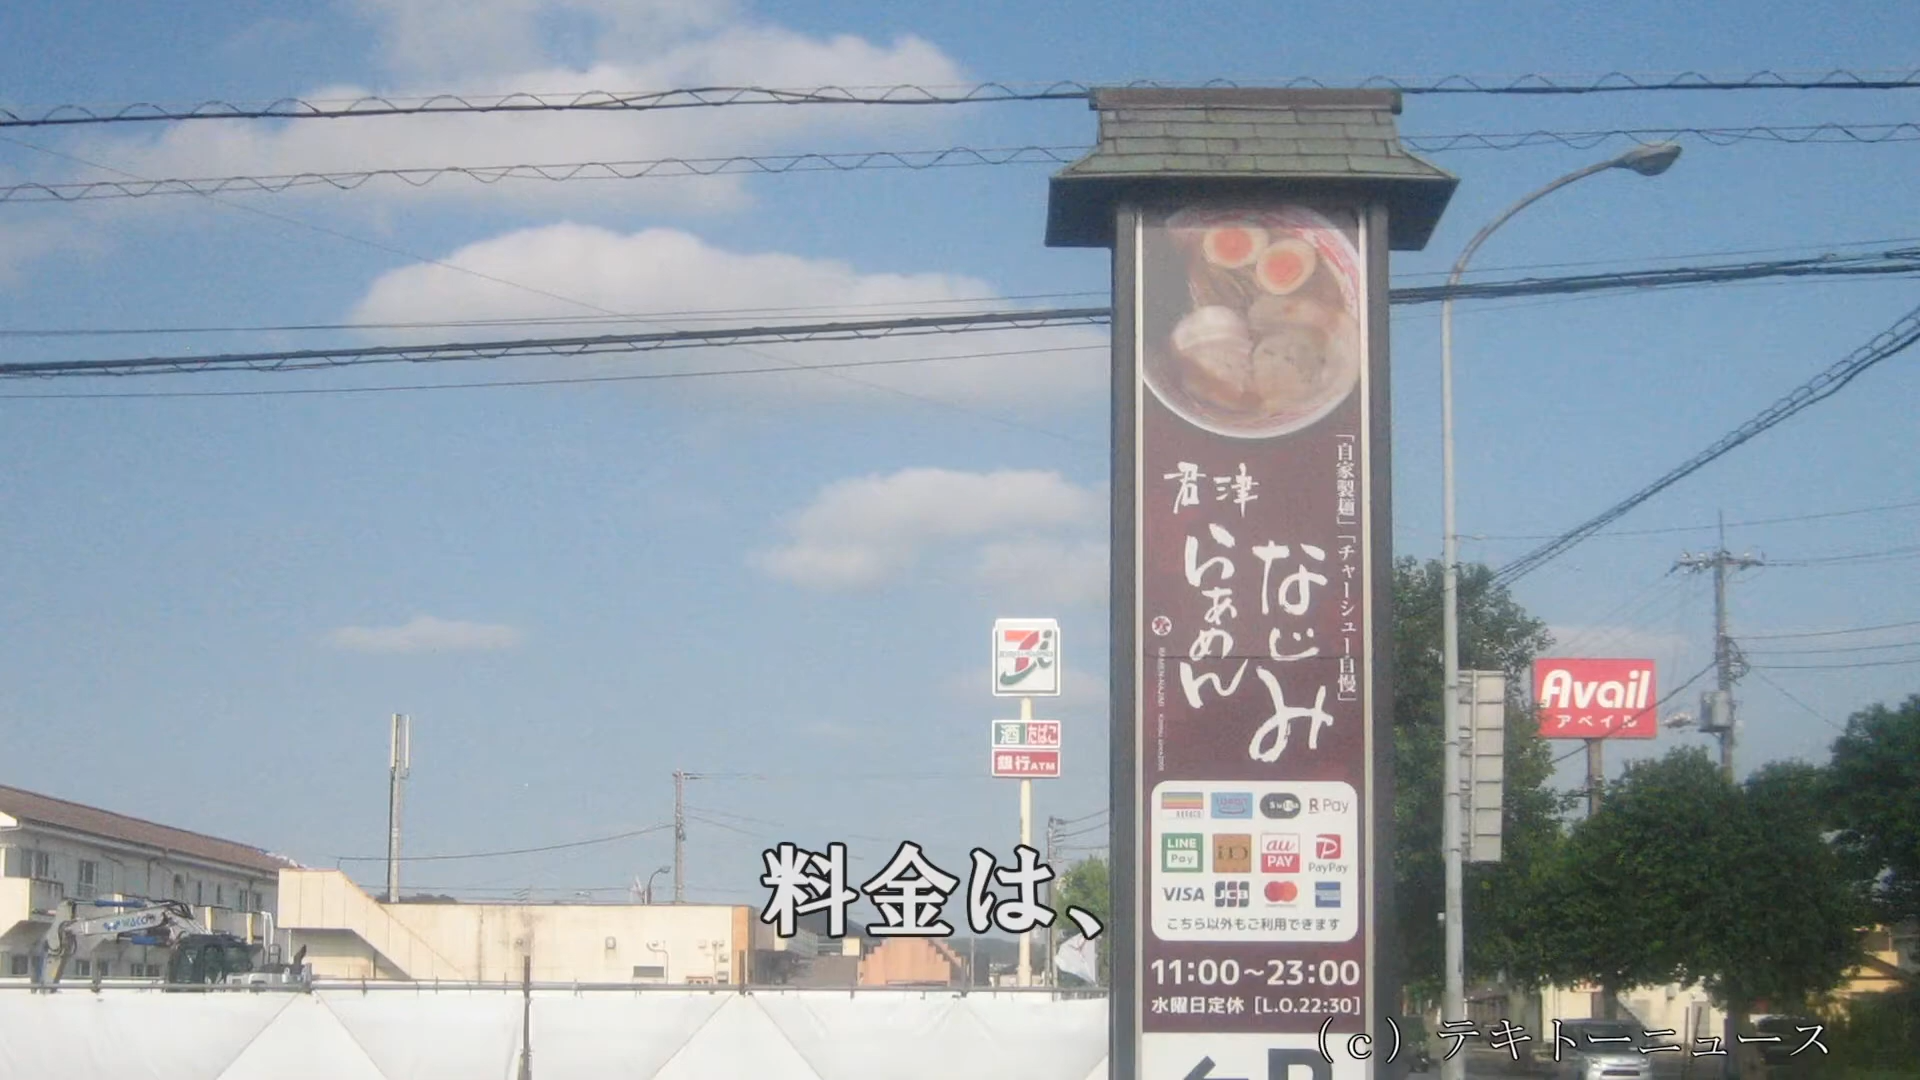 「自家製麺」「チャーシュー自慢」
君津
なじみ
らぁめん
Suica
R Pay
LINE Pay
iD
au PAY
PayPay
VISA
JCB
こちら以外もご利用できます
11:00～23:00
水曜日定休 [L.O.22:30]
P
7i
酒
たばこ
銀行ATM
Avail
アベイル
料金は、
（c）テキトーニュース